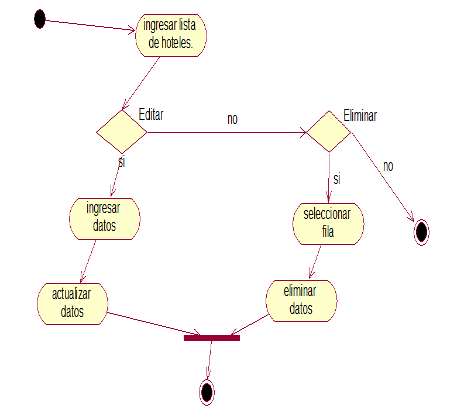 ingresar lista
de hoteles.
Editar
no
Eliminar
si
no
si
ingresar
datos
seleccionar
fila
actualizar
datos
eliminar
datos